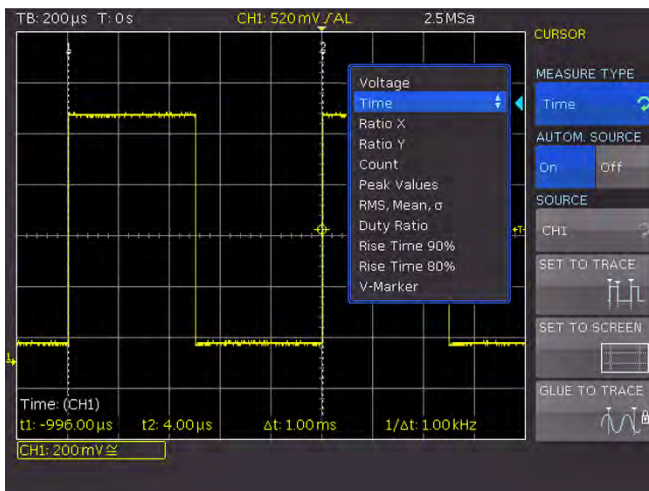 TB: 200 µs T: 0 s CH1: 520 mV / AL 2.5 MSa
CURSOR
1 2
MEASURE TYPE
Time
Voltage
Time
Ratio X
Ratio Y
Count
Peak Values
RMS, Mean, σ
Duty Ratio
Rise Time 90%
Rise Time 80%
V-Marker
AUTOM. SOURCE
On Off
SOURCE
CH1
T
SET TO TRACE
SET TO SCREEN
1
GLUE TO TRACE
Time: (CH1)
t1: -996.00 µs t2: 4.00 µs Δt: 1.00 ms 1/Δt: 1.00 kHz
CH1: 200 mV ≅